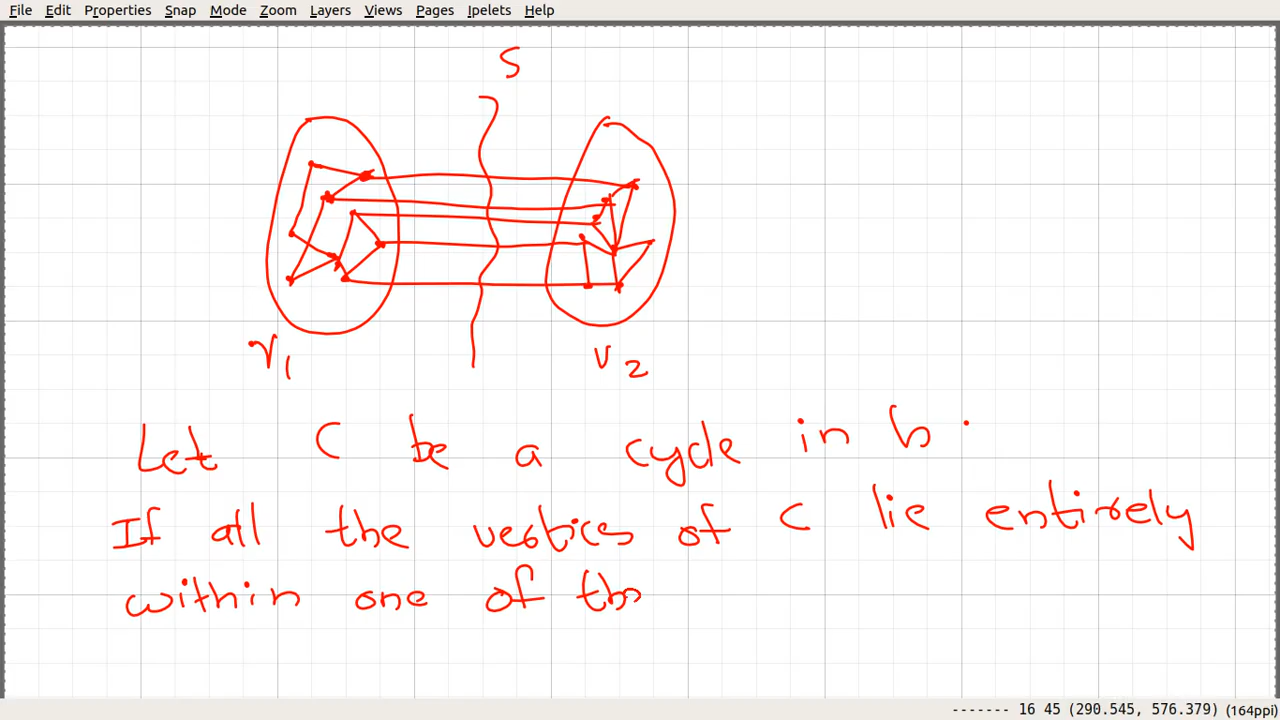 File Edit Properties Snap Mode Zoom Layers Views Pages Ipelets Help
S
V1 V2
Let C be a cycle in G.
If all the vertices of C lie entirely
within one of the
------- 16 45 (290.545, 576.379) (164ppi)